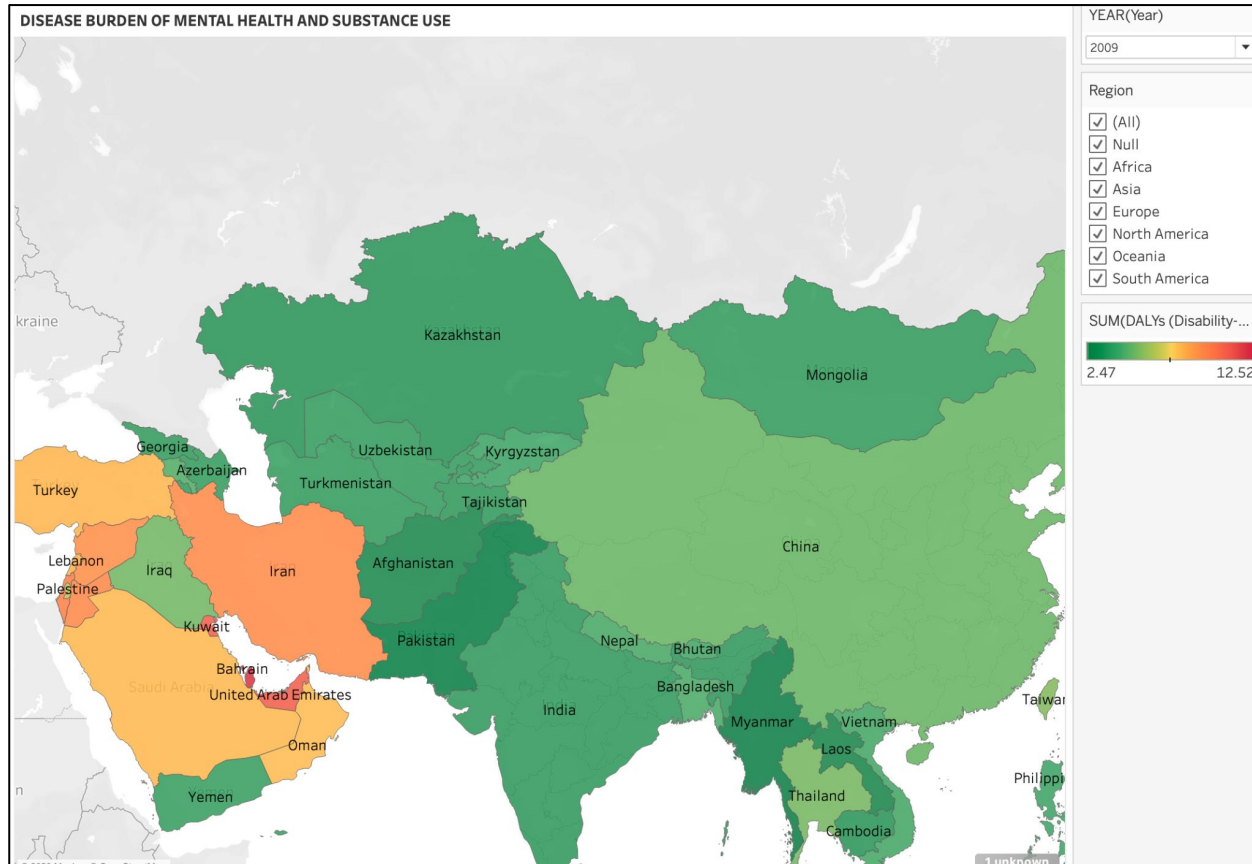 DISEASE BURDEN OF MENTAL HEALTH AND SUBSTANCE USE
YEAR(Year)
2009
Region
(All)
Null
Africa
Asia
Europe
North America
Oceania
South America
SUM(DALYs (Disability-...
2.47 12.52
kraine
Kazakhstan
Mongolia
Georgia
Uzbekistan
Kyrgyzstan
Azerbaijan
Turkmenistan
Turkey
Tajikistan
China
Lebanon
Iraq
Iran
Afghanistan
Palestine
Kuwait
Pakistan
Nepal
Bhutan
Bahrain
Saudi Arabia
United Arab Emirates
Bangladesh
Taiwan
India
Myanmar
Vietnam
Oman
Laos
Philippi
n
Yemen
Thailand
Cambodia
1 unknown